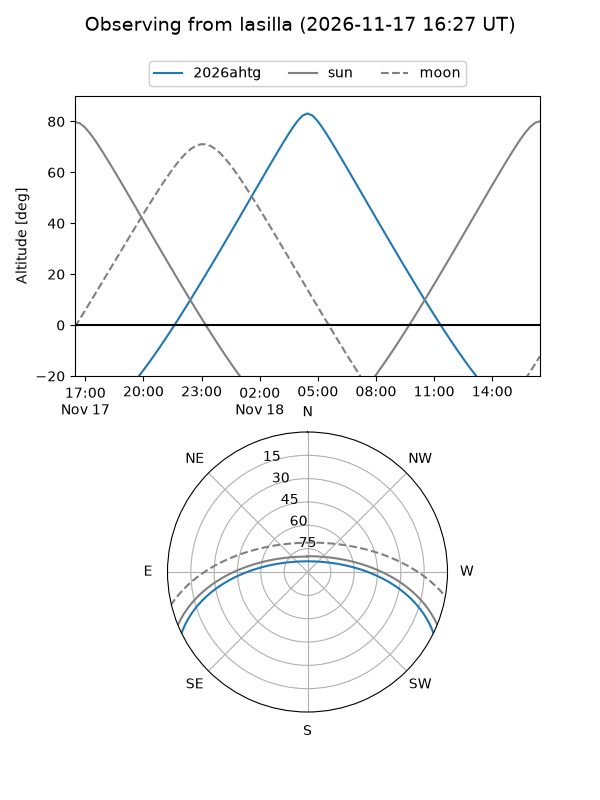 Observing from lasilla (2026-11-17 16:27 UT)
2026ahtg sun moon
Altitude [deg]
80
60
40
20
0
−20
17:00 20:00 23:00 02:00 05:00 08:00 11:00 14:00
Nov 17 Nov 18
N
NE NW
15
30
45
60
75
E W
SE SW
S